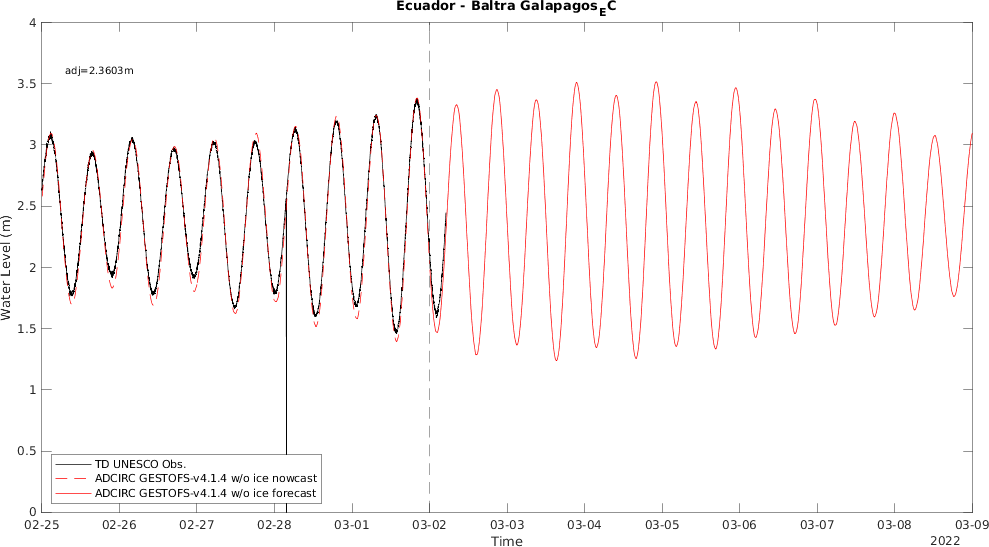 Ecuador - Baltra GalapagosEC
adj=2.3603m
Water Level (m)
4
3.5
3
2.5
2
1.5
1
0.5
0
TD UNESCO Obs.
ADCIRC GESTOFS-v4.1.4 w/o ice nowcast
ADCIRC GESTOFS-v4.1.4 w/o ice forecast
02-25 02-26 02-27 02-28 03-01 03-02 03-03 03-04 03-05 03-06 03-07 03-08 03-09
Time
2022